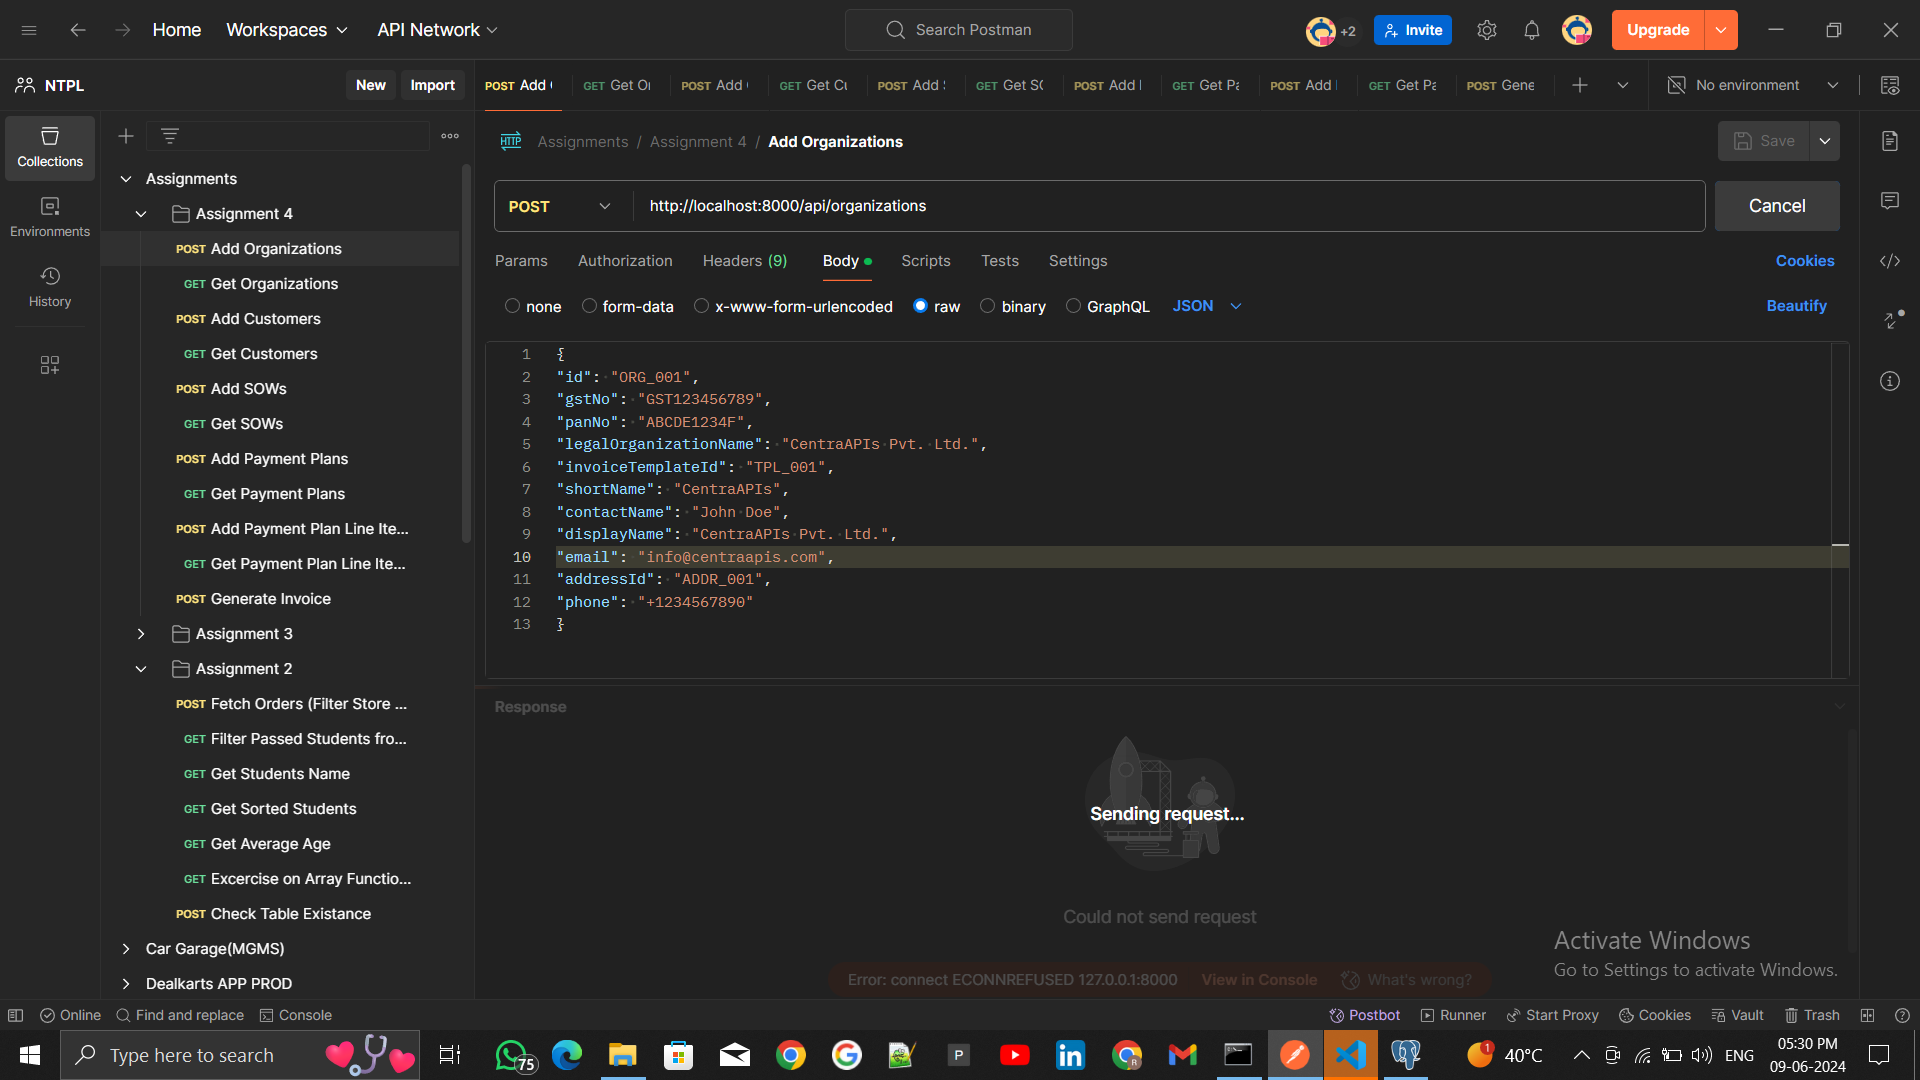 Home Workspaces API Network Search Postman +2 Invite Upgrade
NTPL New Import
POST Add GET Get Or POST Add GET Get Cu POST Add GET Get SO POST Add GET Get Pa POST Add GET Get Pa POST Gene No environment
Collections
Environments
History
Assignments
Assignment 4
POST Add Organizations
GET Get Organizations
POST Add Customers
GET Get Customers
POST Add SOWs
GET Get SOWs
POST Add Payment Plans
GET Get Payment Plans
POST Add Payment Plan Line Ite...
GET Get Payment Plan Line Ite...
POST Generate Invoice
Assignment 3
Assignment 2
POST Fetch Orders (Filter Store ...
GET Filter Passed Students fro...
GET Get Students Name
GET Get Sorted Students
GET Get Average Age
GET Excercise on Array Functio...
POST Check Table Existance
Car Garage(MGMS)
Dealkarts APP PROD
HTTP Assignments / Assignment 4 / Add Organizations Save
POST http://localhost:8000/api/organizations Cancel
Params Authorization Headers (9) Body Scripts Tests Settings Cookies
none form-data x-www-form-urlencoded raw binary GraphQL JSON Beautify
1 {
2 "id": "ORG_001",
3 "gstNo": "GST123456789",
4 "panNo": "ABCDE1234F",
5 "legalOrganizationName": "CentraAPIs Pvt. Ltd.",
6 "invoiceTemplateId": "TPL_001",
7 "shortName": "CentraAPIs",
8 "contactName": "John Doe",
9 "displayName": "CentraAPIs Pvt. Ltd.",
10 "email": "info@centraapis.com",
11 "addressId": "ADDR_001",
12 "phone": "+1234567890"
13 }
Response
Sending request...
Could not send request
Error: connect ECONNREFUSED 127.0.0.1:8000 View in Console What's wrong?
Activate Windows
Go to Settings to activate Windows.
Online Find and replace Console Postbot Runner Start Proxy Cookies Vault Trash
Type here to search 75 P 1 40°C ENG
05:30 PM
09-06-2024